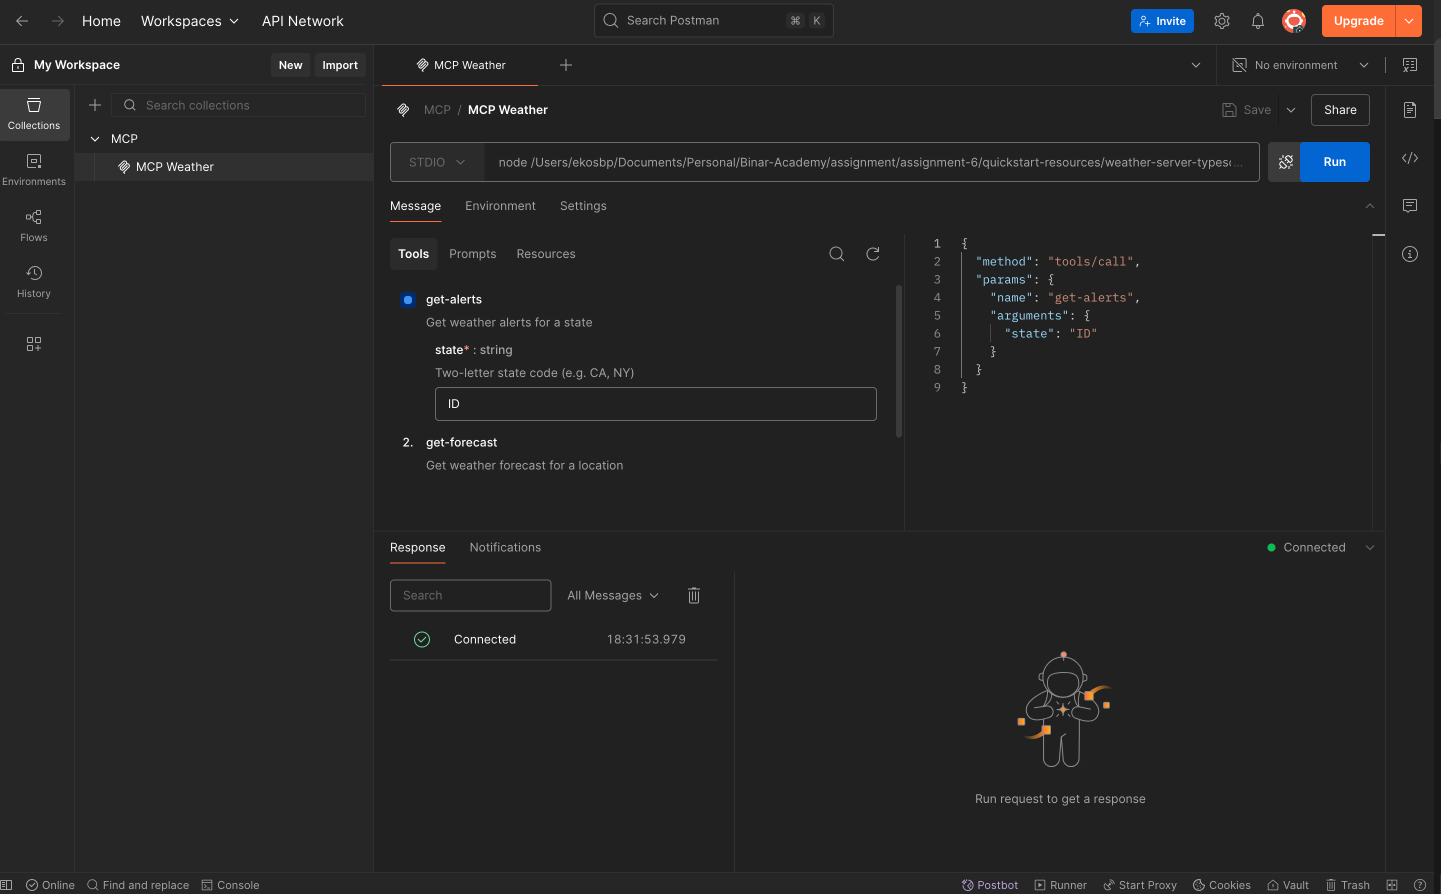 Home Workspaces API Network Search Postman ⌘ K Invite Upgrade
My Workspace New Import MCP Weather No environment
Collections
Environments
Flows
History
Search collections
MCP
MCP Weather
MCP / MCP Weather Save Share
STDIO node /Users/ekosbp/Documents/Personal/Binar-Academy/assignment/assignment-6/quickstart-resources/weather-server-typesc... Run
Message Environment Settings
Tools Prompts Resources
get-alerts
Get weather alerts for a state
state* : string
Two-letter state code (e.g. CA, NY)
ID
2. get-forecast
Get weather forecast for a location
1 {
2 "method": "tools/call",
3 "params": {
4 "name": "get-alerts",
5 "arguments": {
6 "state": "ID"
7 }
8 }
9 }
Response Notifications Connected
Search All Messages
Connected 18:31:53.979
Run request to get a response
Online Find and replace Console Postbot Runner Start Proxy Cookies Vault Trash